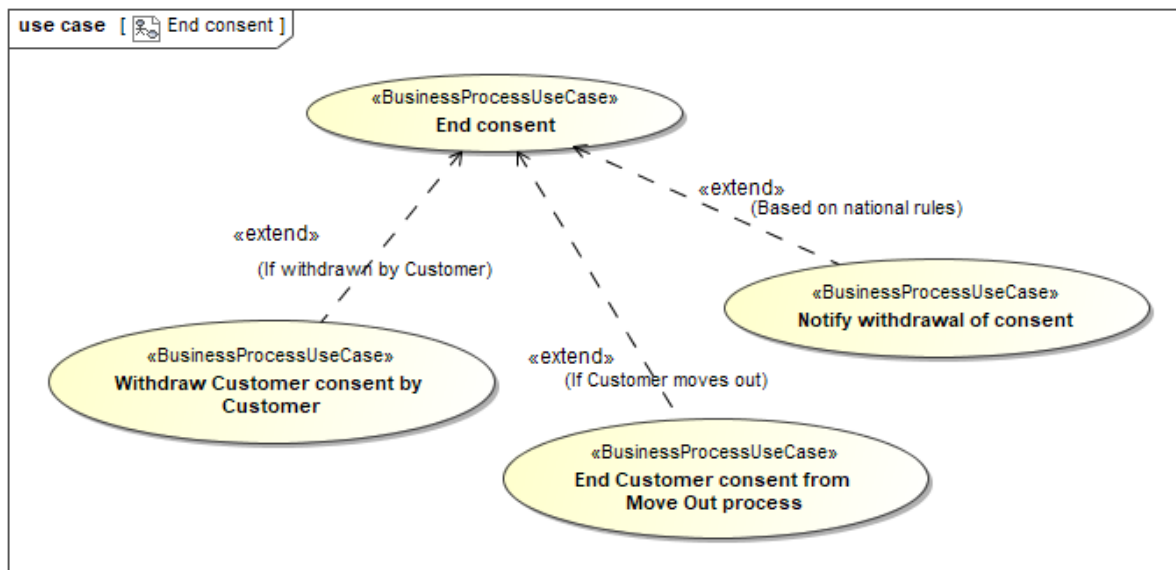 use case [ End consent ]
«BusinessProcessUseCase»
End consent
«extend»
(Based on national rules)
«extend»
(If withdrawn by Customer)
«BusinessProcessUseCase»
Notify withdrawal of consent
«BusinessProcessUseCase»
Withdraw Customer consent by
Customer
«extend»
(If Customer moves out)
«BusinessProcessUseCase»
End Customer consent from
Move Out process